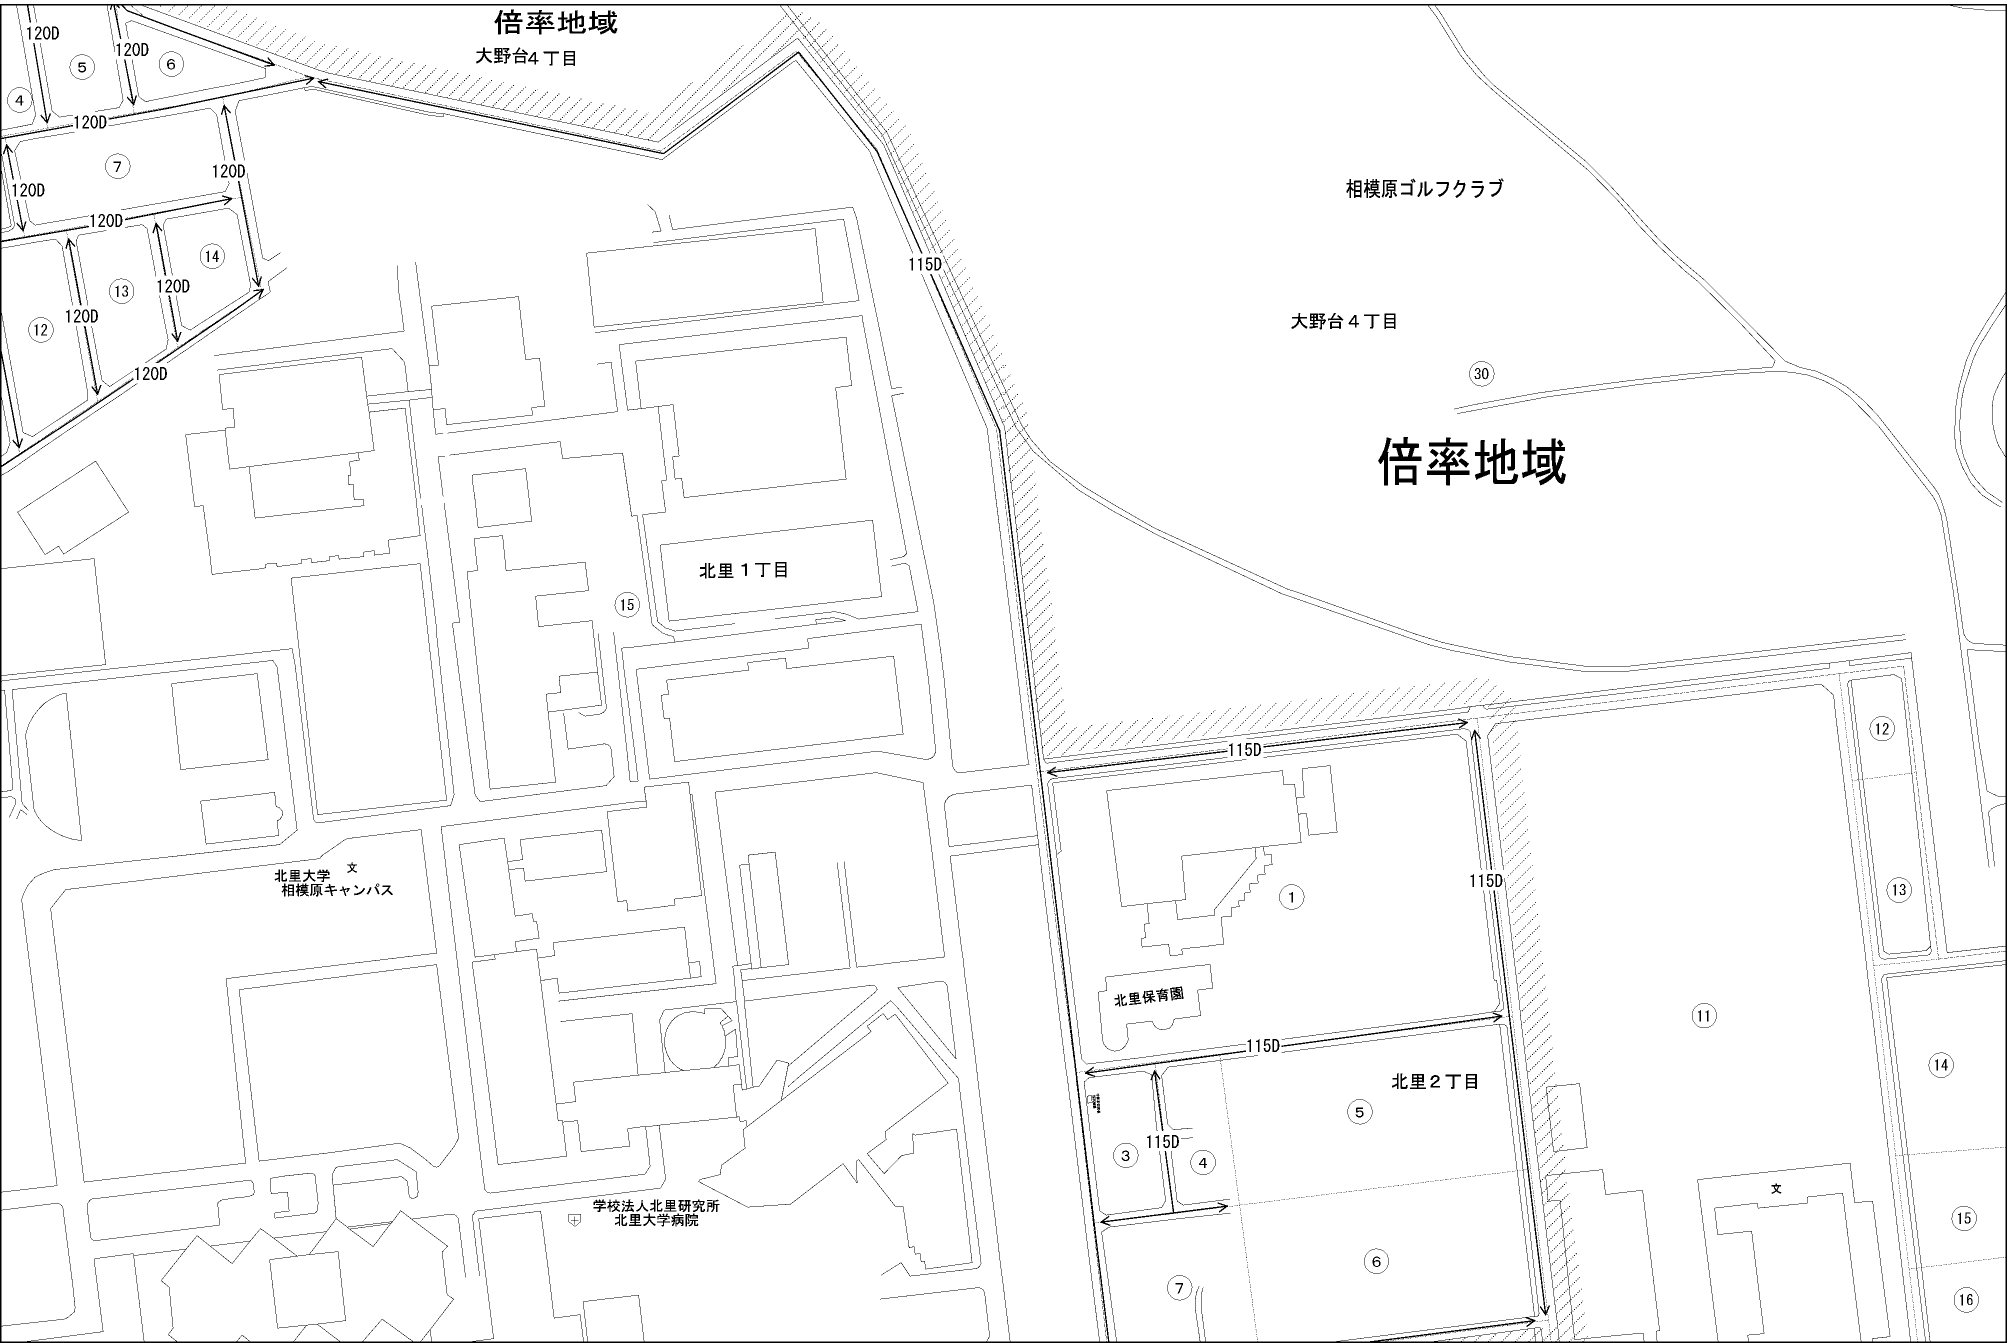 倍率地域
大野台4丁目
120D
120D
⑤
⑥
④
120D
⑦
120D
120D
120D
⑭
⑬
120D
120D
⑫
120D
115D
相模原ゴルフクラブ
大野台4丁目
㉚
倍率地域
北里1丁目
⑮
115D
⑫
北里大学 文
相模原キャンパス
115D
①
⑬
北里保育園
⑪
115D
⑭
北里2丁目
⑤
115D
③
④
文
学校法人北里研究所
北里大学病院
⑮
⑥
⑦
⑯